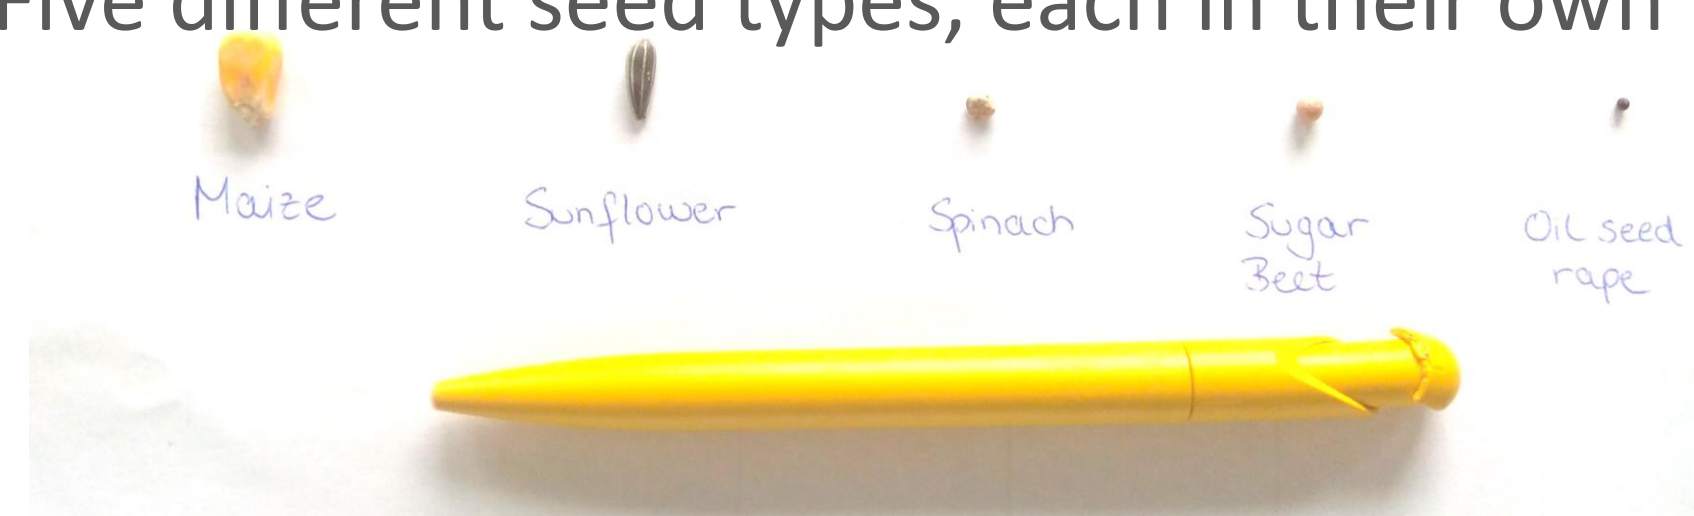 Five different seed types, each in their own
Maize
Sunflower
Spinach
Sugar
Beet
Oil seed
rape